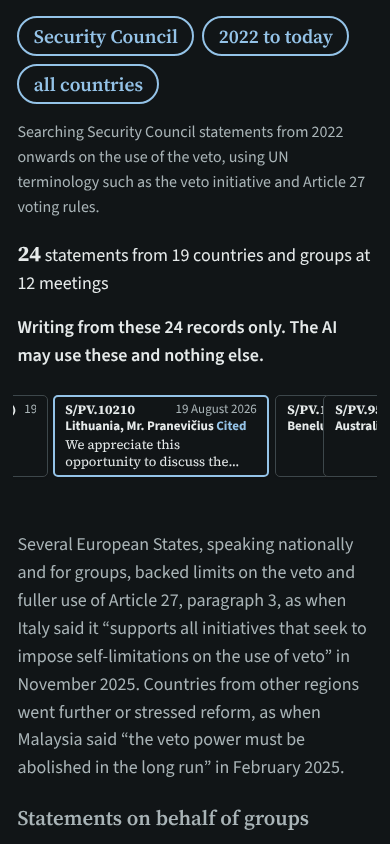 Security Council
2022 to today
all countries
Searching Security Council statements from 2022
onwards on the use of the veto, using UN
terminology such as the veto initiative and Article 27
voting rules.
24 statements from 19 countries and groups at
12 meetings
Writing from these 24 records only. The AI
may use these and nothing else.
) 19
S/PV.10210 19 August 2026
Lithuania, Mr. Pranevičius Cited
We appreciate this
opportunity to discuss the...
S/PV.1
Benelu
S/PV.9
Australi
Several European States, speaking nationally
and for groups, backed limits on the veto and
fuller use of Article 27, paragraph 3, as when
Italy said it “supports all initiatives that seek to
impose self-limitations on the use of veto” in
November 2025. Countries from other regions
went further or stressed reform, as when
Malaysia said “the veto power must be
abolished in the long run” in February 2025.
Statements on behalf of groups